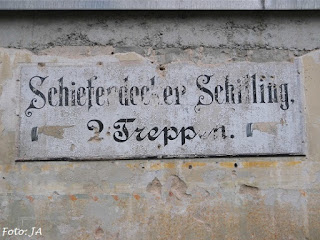 Schieferdecker Schilling.
2 Treppen.
Foto: JA